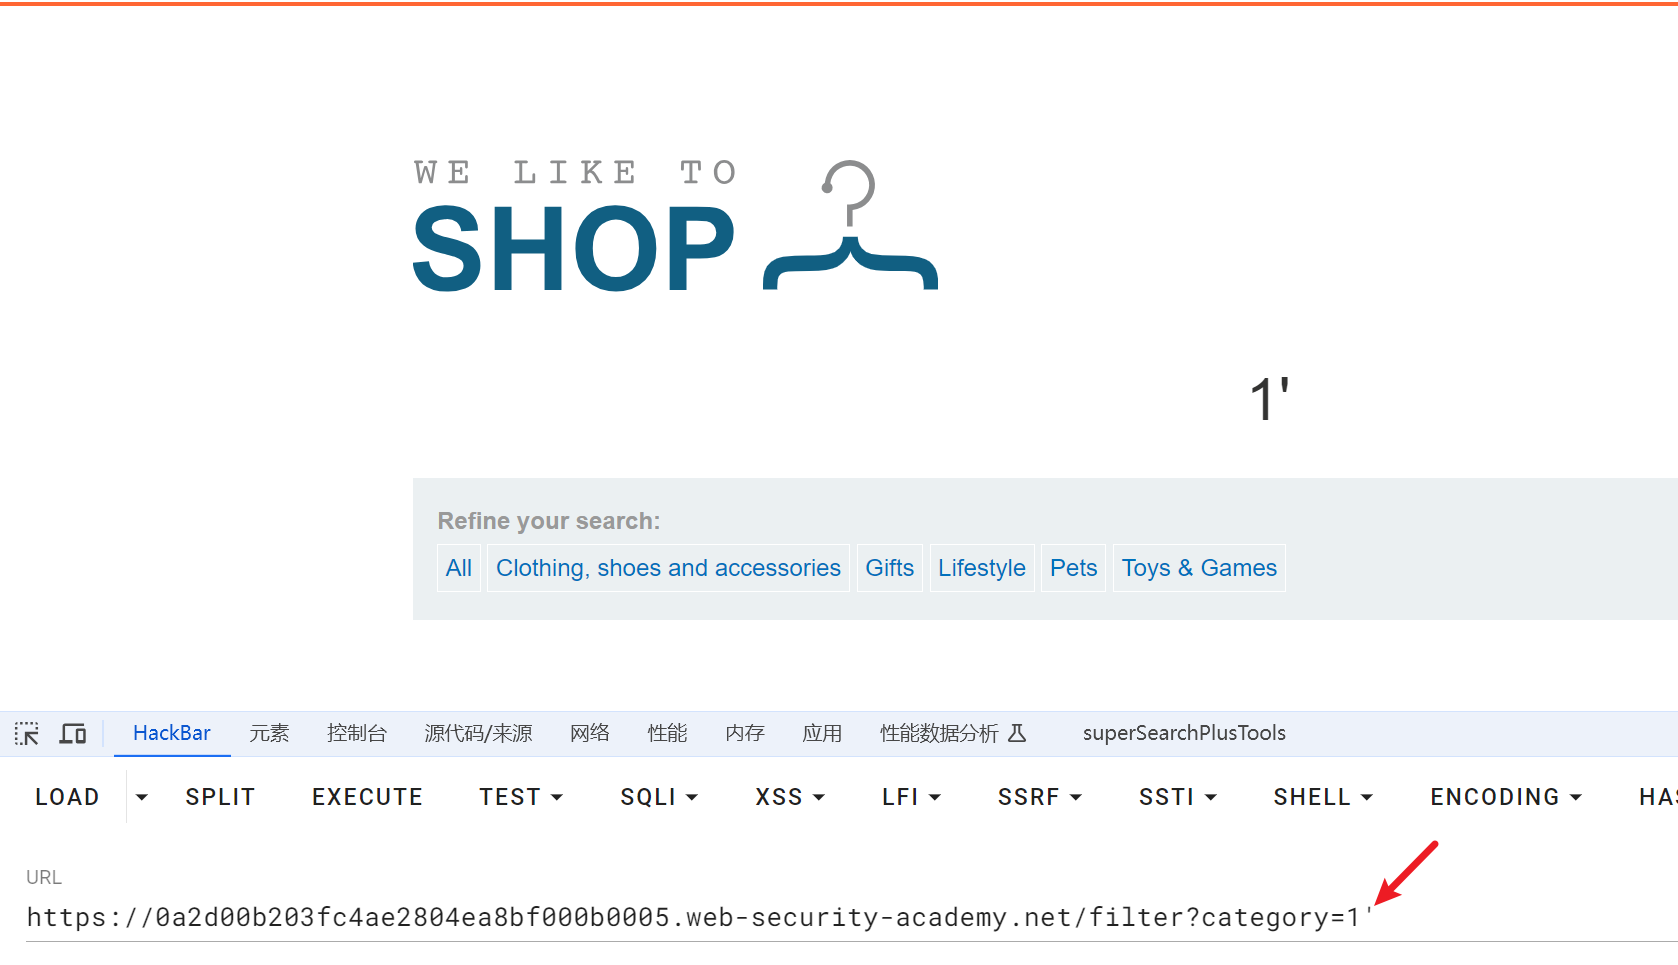 WE LIKE TO
SHOP
1'
Refine your search:
All Clothing, shoes and accessories Gifts Lifestyle Pets Toys & Games
HackBar 元素 控制台 源代码/来源 网络 性能 内存 应用 性能数据分析 superSearchPlusTools
LOAD SPLIT EXECUTE TEST SQLI XSS LFI SSRF SSTI SHELL ENCODING HAS
URL
https://0a2d00b203fc4ae2804ea8bf000b0005.web-security-academy.net/filter?category=1'